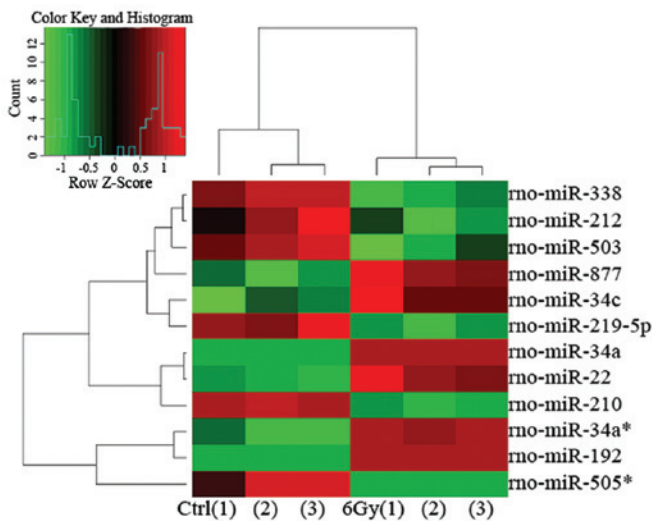 Color Key and Histogram
Count
0 2 4 6 8 10 12
-1 -0.5 0 0.5 1
Row Z-Score
rno-miR-338
rno-miR-212
rno-miR-503
rno-miR-877
rno-miR-34c
rno-miR-219-5p
rno-miR-34a
rno-miR-22
rno-miR-210
rno-miR-34a*
rno-miR-192
rno-miR-505*
Ctrl(1) (2) (3) 6Gy(1) (2) (3)